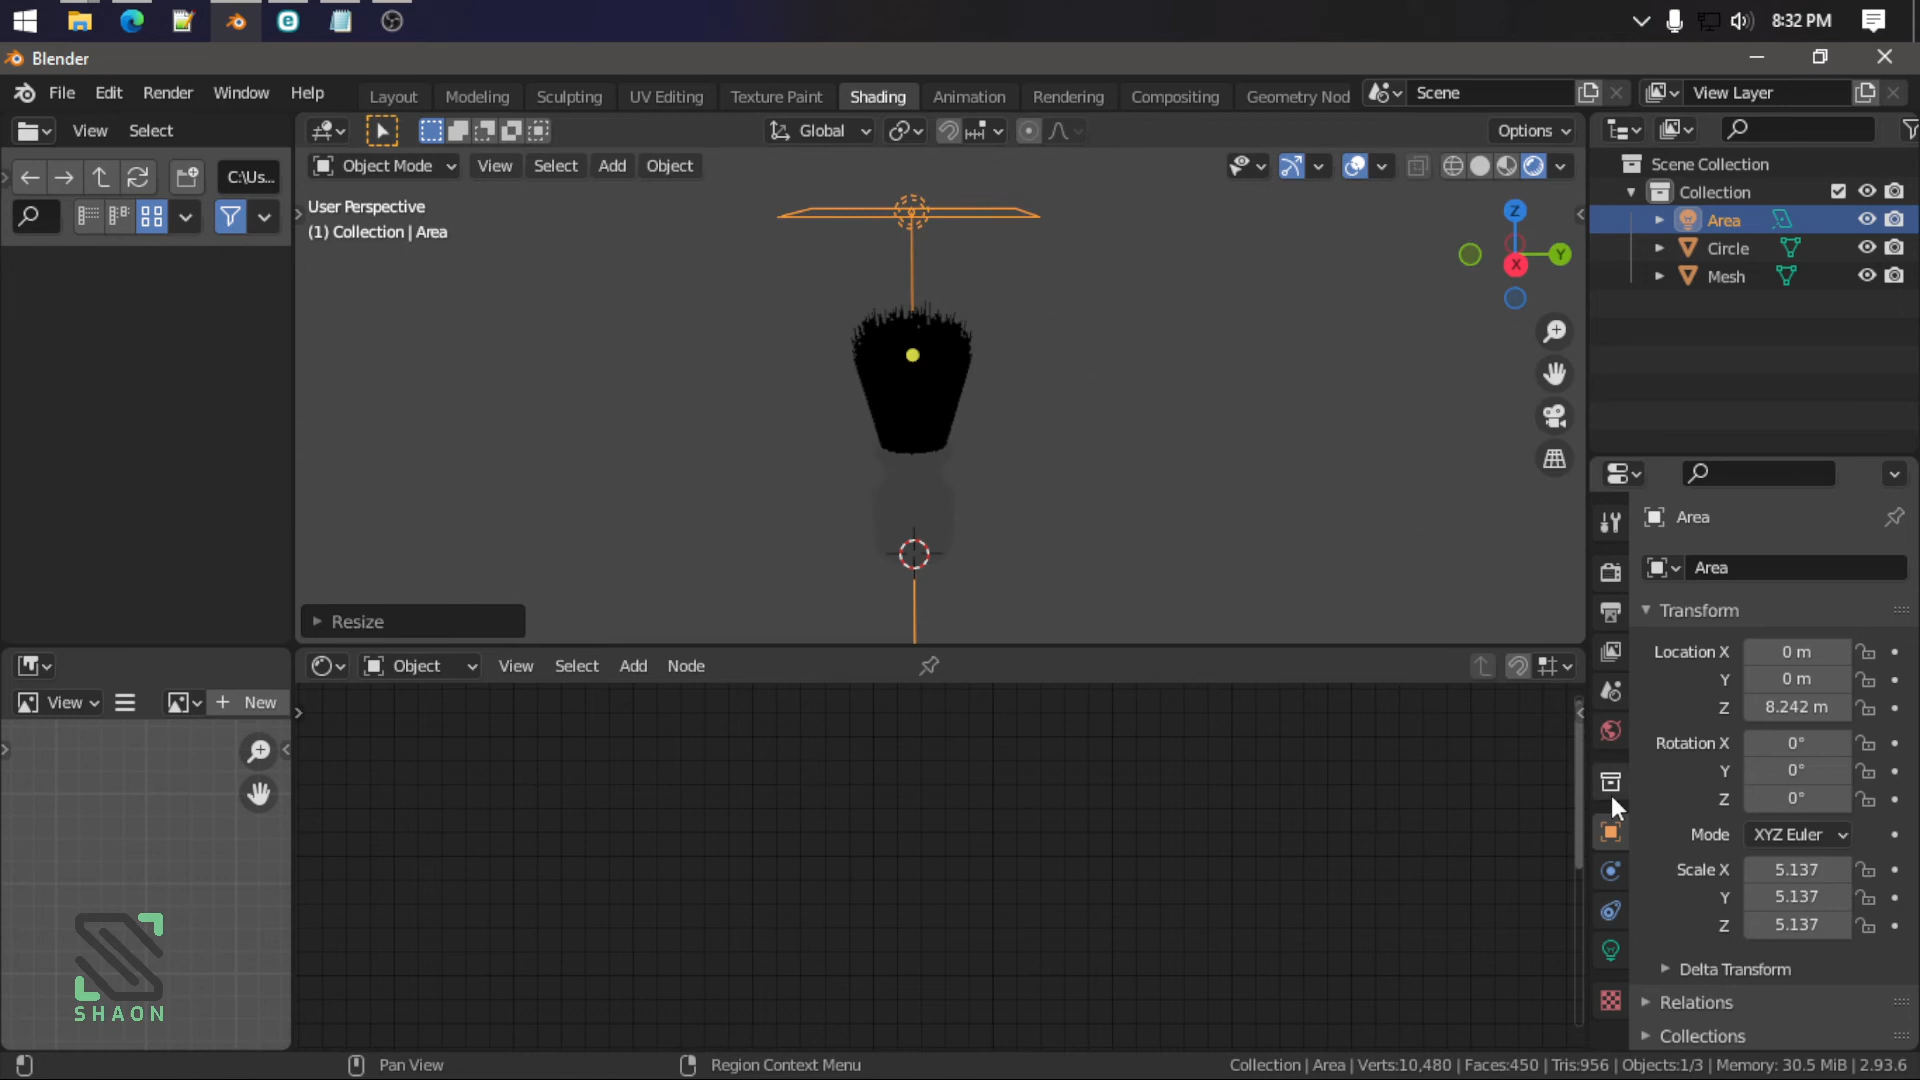 8:32 PM
Blender
File Edit Render Window Help Layout Modeling Sculpting UV Editing Texture Paint Shading Animation Rendering Compositing Geometry Nod Scene View Layer
View Select Global Options
C:\Us... Object Mode View Select Add Object
User Perspective
(1) Collection | Area
Z
Y
X
Resize
Scene Collection
Collection
Area
Circle
Mesh
Area
Area
Transform
Location X 0 m
Y 0 m
Z 8.242 m
Rotation X 0°
Y 0°
Z 0°
Mode XYZ Euler
Scale X 5.137
Y 5.137
Z 5.137
Delta Transform
Relations
Collections
Object View Select Add Node
View + New
SHAON
Pan View Region Context Menu Collection | Area | Verts:10,480 | Faces:450 | Tris:956 | Objects:1/3 | Memory: 30.5 MiB | 2.93.6